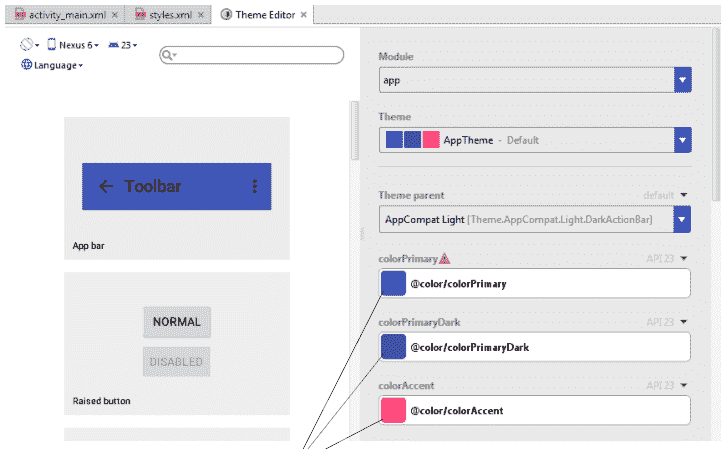 activity_main.xml × styles.xml × Theme Editor ×
Nexus 6 23
Language
Toolbar
App bar
NORMAL
DISABLED
Raised button
Module
app
Theme
AppTheme - Default
Theme parent default
AppCompat Light [Theme.AppCompat.Light.DarkActionBar]
colorPrimary API 23
@color/colorPrimary
colorPrimaryDark API 23
@color/colorPrimaryDark
colorAccent API 23
@color/colorAccent